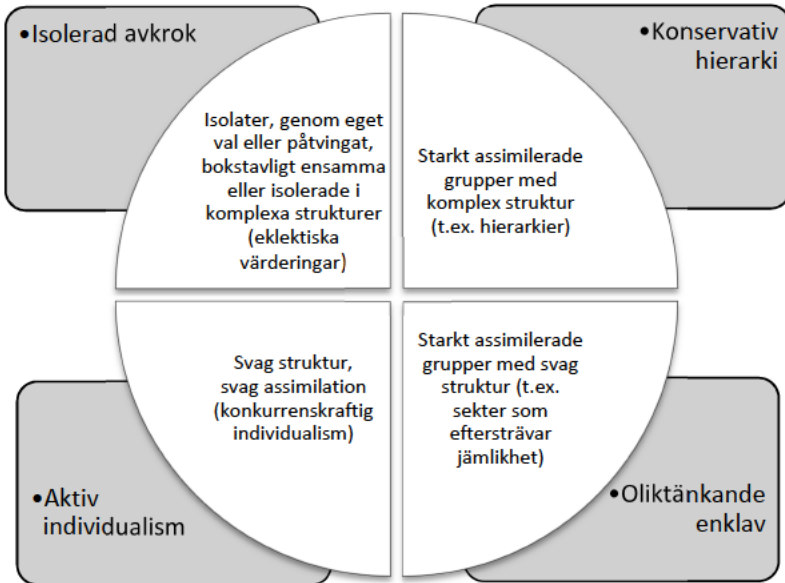 •Isolerad avkrok
Isolater, genom eget
val eller påtvingat,
bokstavligt ensamma
eller isolerade i
komplexa strukturer
(eklektiska
värderingar)
•Konservativ
hierarki
Starkt assimilerade
grupper med
komplex struktur
(t.ex. hierarkier)
Svag struktur,
svag assimilation
(konkurrenskraftig
individualism)
•Aktiv
individualism
Starkt assimilerade
grupper med svag
struktur (t.ex.
sekter som
eftersträvar
jämlikhet)
•Oliktänkande
enklav